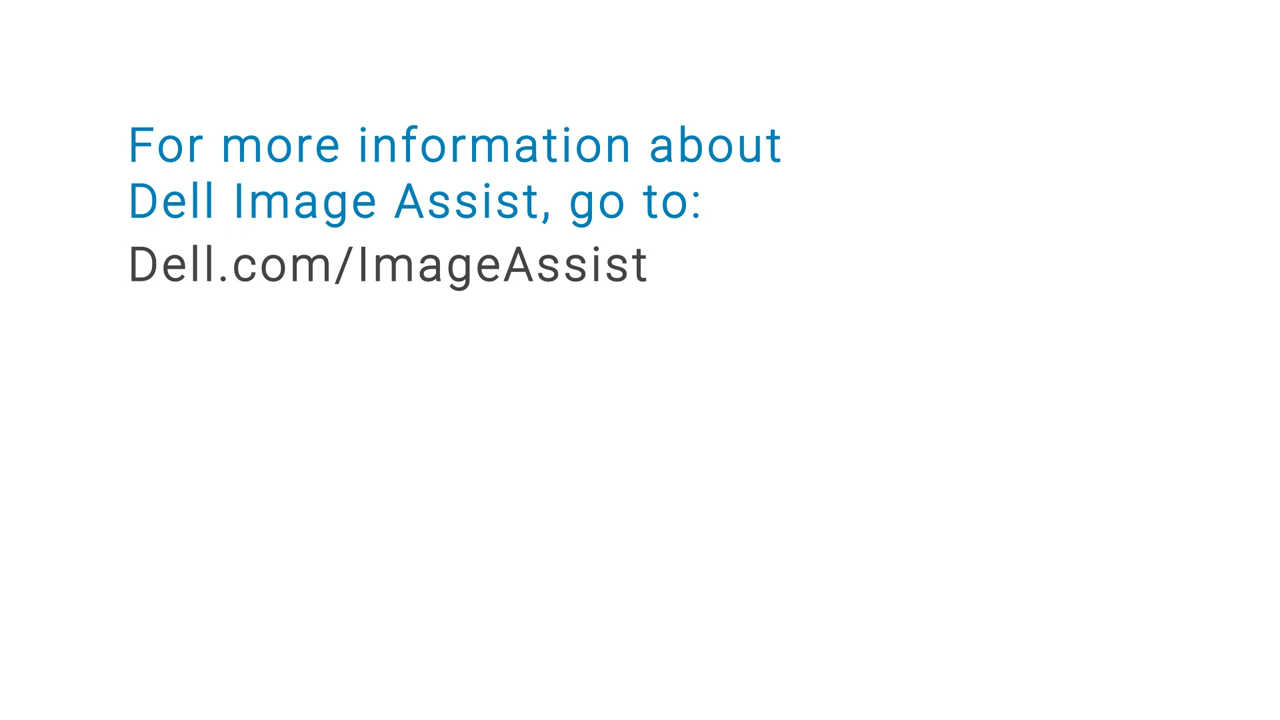 For more information about
Dell Image Assist, go to:
Dell.com/ImageAssist